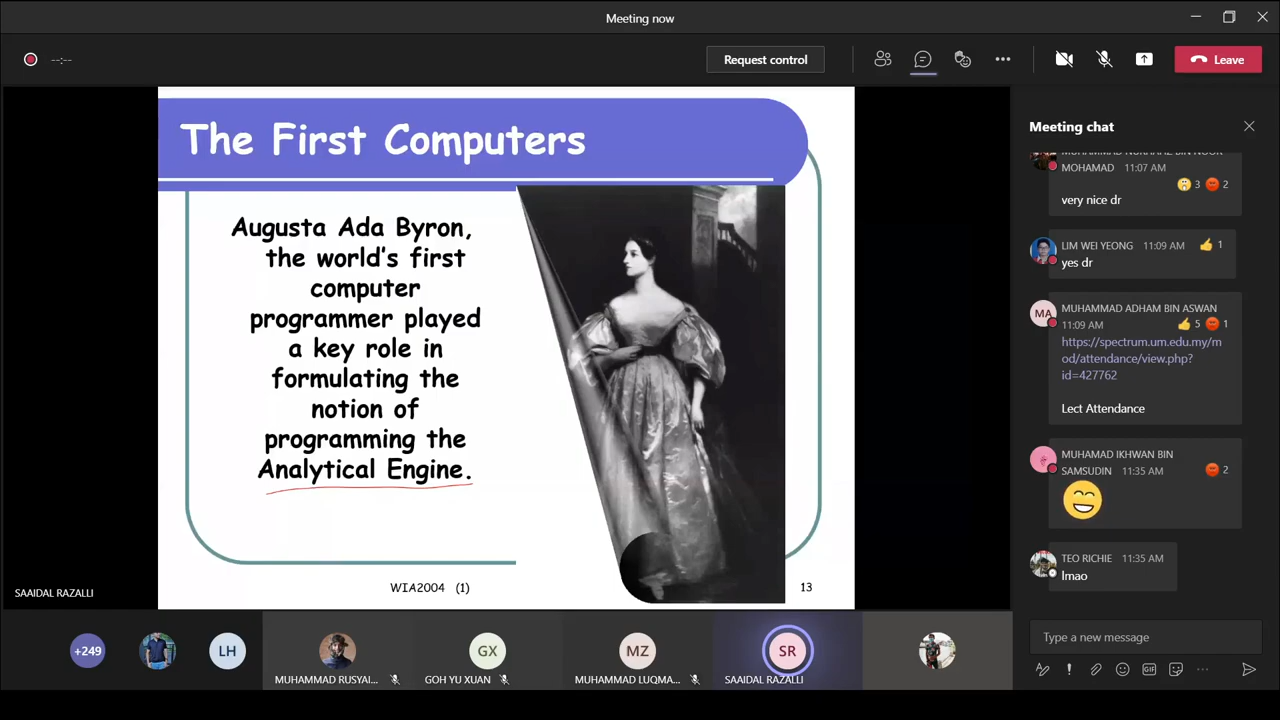 Meeting now
--:--
Request control
Leave
The First Computers
Augusta Ada Byron,
the world's first
computer
programmer played
a key role in
formulating the
notion of
programming the
Analytical Engine.
WIA2004 (1)
13
SAAIDAL RAZALLI
+249
LH
MUHAMMAD RUSYAI...
GX
GOH YU XUAN
MZ
MUHAMMAD LUQMA...
SR
SAAIDAL RAZALLI
Meeting chat
MOHAMAD 11:07 AM
3 2
very nice dr
LIM WEI YEONG 11:09 AM 1
yes dr
MA
MUHAMMAD ADHAM BIN ASWAN
11:09 AM 5 1
https://spectrum.um.edu.my/m
od/attendance/view.php?
id=427762
Lect Attendance
MUHAMAD IKHWAN BIN
SAMSUDIN 11:35 AM 2
TEO RICHIE 11:35 AM
lmao
Type a new message
GIF